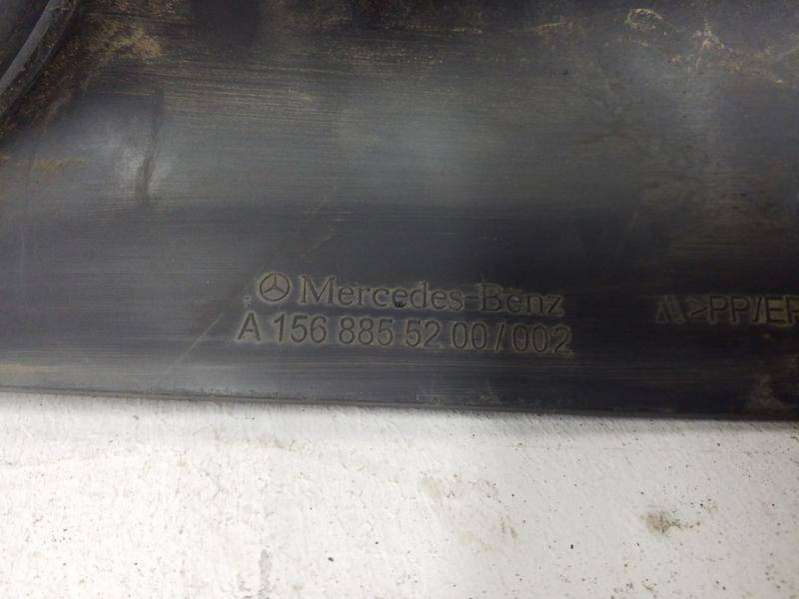 Mercedes-Benz
A 156 885 52 00/002
>PP/EP